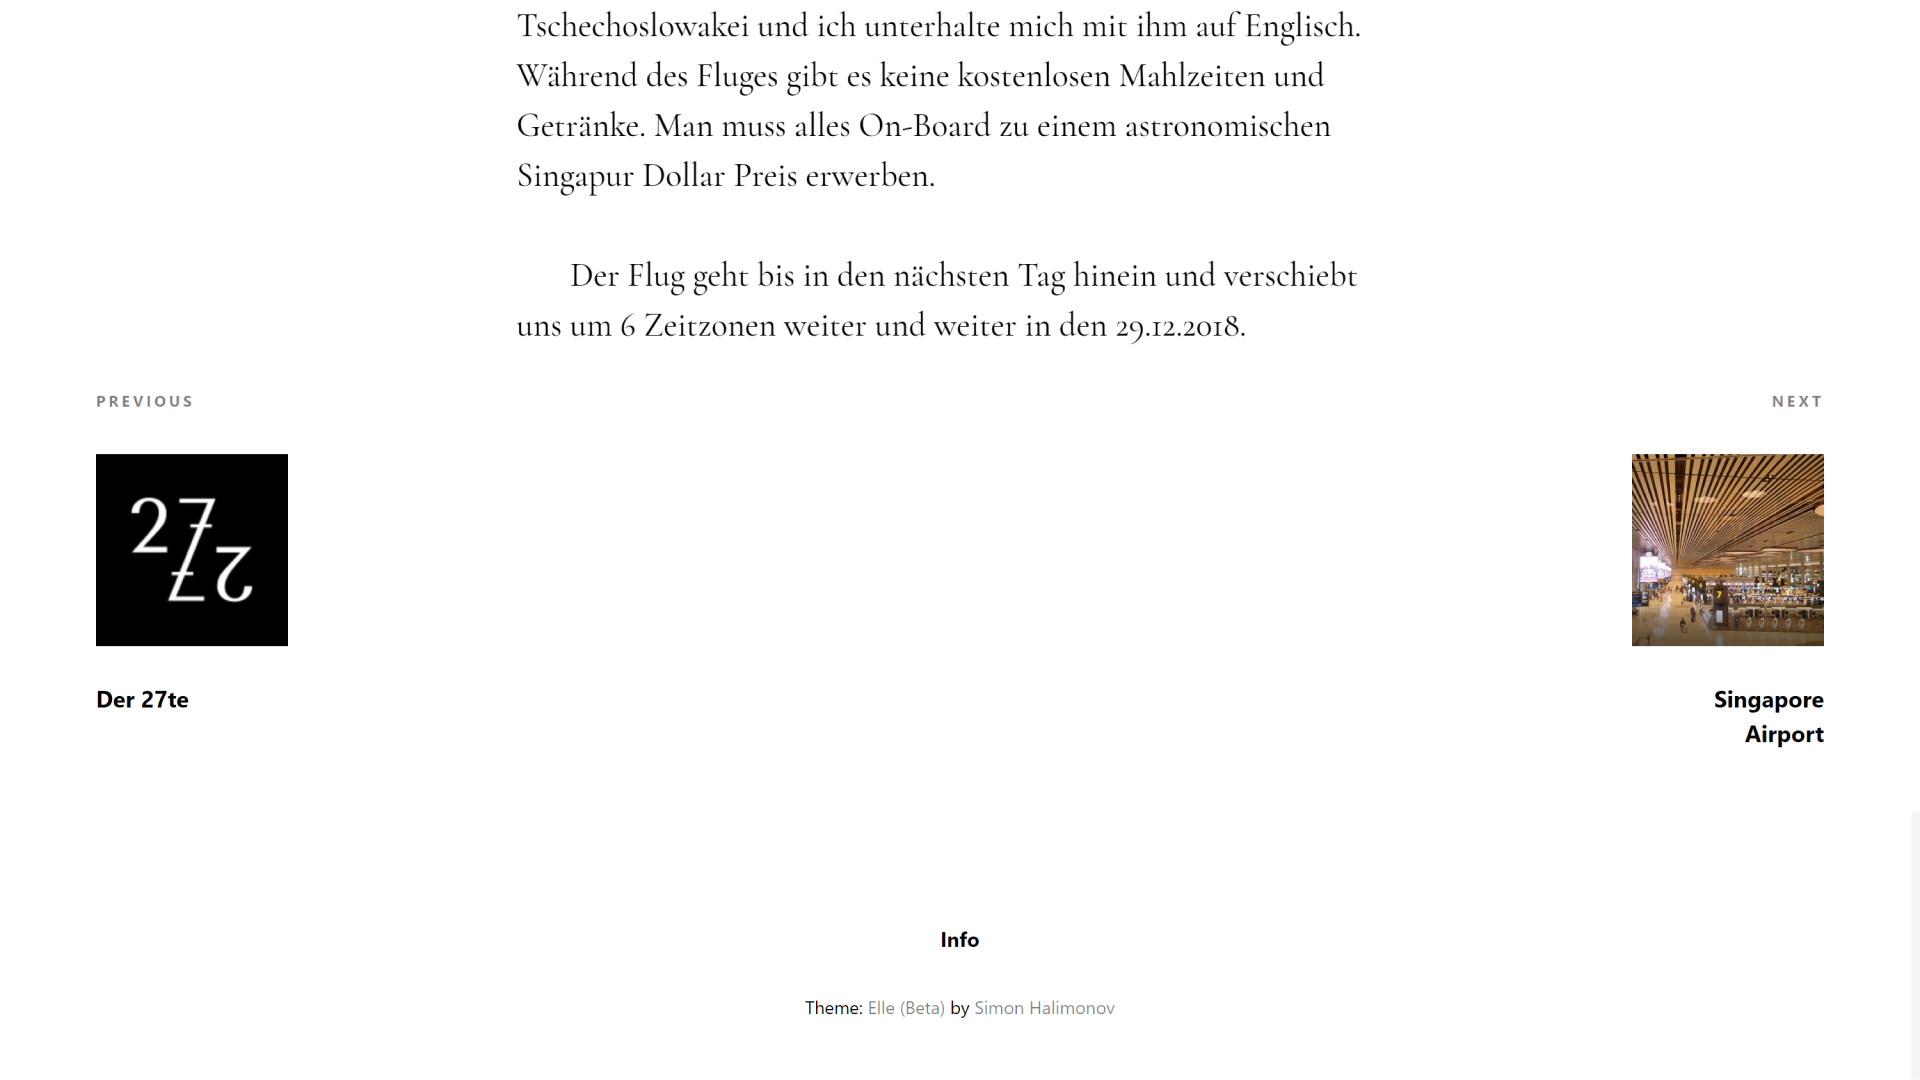 Tschechoslowakei und ich unterhalte mich mit ihm auf Englisch.
Während des Fluges gibt es keine kostenlosen Mahlzeiten und
Getränke. Man muss alles On-Board zu einem astronomischen
Singapur Dollar Preis erwerben.
Der Flug geht bis in den nächsten Tag hinein und verschiebt
uns um 6 Zeitzonen weiter und weiter in den 29.12.2018.
PREVIOUS
NEXT
27
27
7
Der 27te
Singapore
Airport
Info
Theme: Elle (Beta) by Simon Halimonov